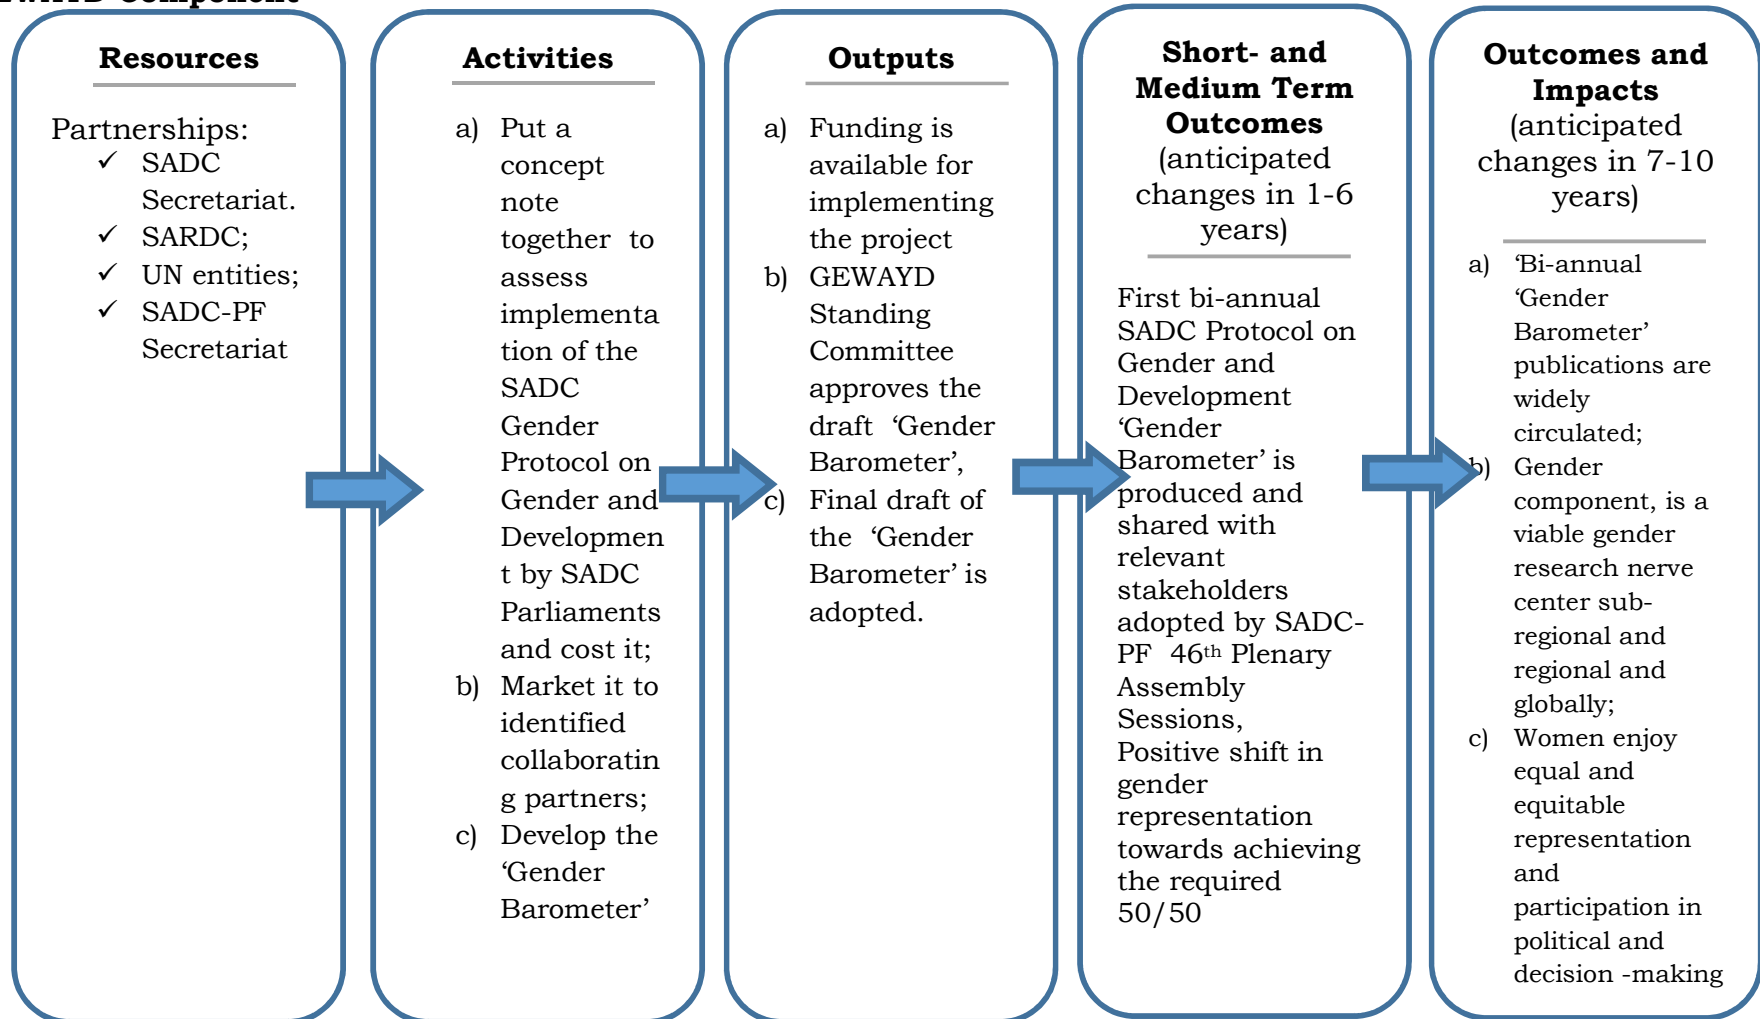 Component
Resources
Partnerships:
✓ SADC
Secretariat.
✓ SARDC;
✓ UN entities;
✓ SADC-PF
Secretariat
Activities
a) Put a
concept
note
together to
assess
implementa
tion of the
SADC
Gender
Protocol on
Gender and
Developmen
t by SADC
Parliaments
and cost it;
b) Market it to
identified
collaboratin
g partners;
c) Develop the
‘Gender
Barometer’
Outputs
a) Funding is
available for
implementing
the project
b) GEWAYD
Standing
Committee
approves the
draft ‘Gender
Barometer’,
c) Final draft of
the ‘Gender
Barometer’ is
adopted.
Short- and
Medium Term
Outcomes
(anticipated
changes in 1-6
years)
First bi-annual
SADC Protocol on
Gender and
Development
‘Gender
Barometer’ is
produced and
shared with
relevant
stakeholders
adopted by SADC-
PF 46th Plenary
Assembly
Sessions,
Positive shift in
gender
representation
towards achieving
the required
50/50
Outcomes and
Impacts
(anticipated
changes in 7-10
years)
a) ‘Bi-annual
‘Gender
Barometer’
publications are
widely
circulated;
b) Gender
component, is a
viable gender
research nerve
center sub-
regional and
regional and
globally;
c) Women enjoy
equal and
equitable
representation
and
participation in
political and
decision -making